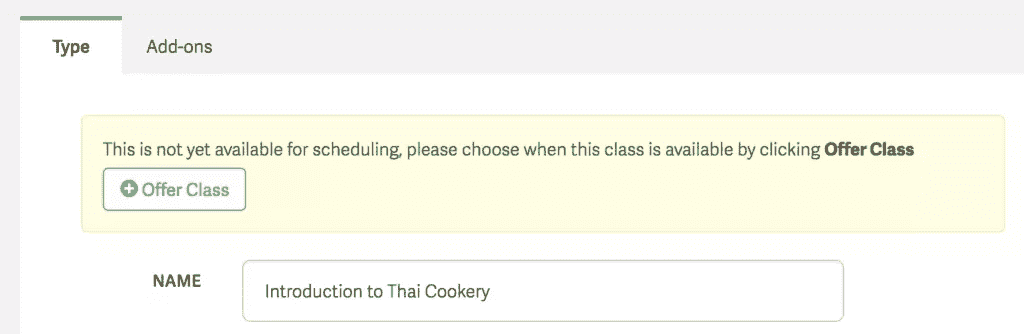 Type
Add-ons
This is not yet available for scheduling, please choose when this class is available by clicking Offer Class
Offer Class
NAME
Introduction to Thai Cookery